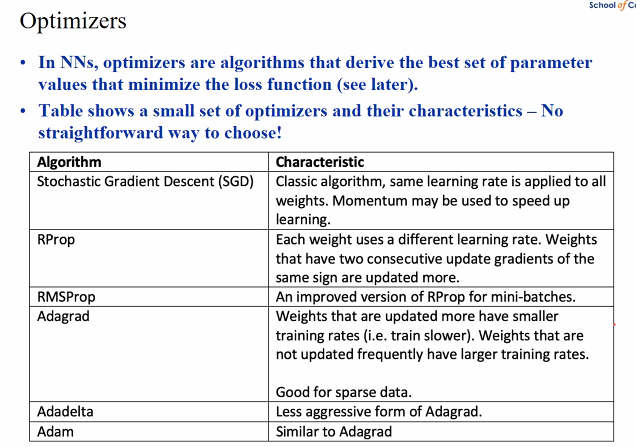 School of Co
Optimizers
• In NNs, optimizers are algorithms that derive the best set of parameter
values that minimize the loss function (see later).
• Table shows a small set of optimizers and their characteristics – No
straightforward way to choose!
Algorithm
Characteristic
Stochastic Gradient Descent (SGD)
Classic algorithm, same learning rate is applied to all
weights. Momentum may be used to speed up
learning.
RProp
Each weight uses a different learning rate. Weights
that have two consecutive update gradients of the
same sign are updated more.
RMSProp
An improved version of RProp for mini-batches.
Adagrad
Weights that are updated more have smaller
training rates (i.e. train slower). Weights that are
not updated frequently have larger training rates.
Good for sparse data.
Adadelta
Less aggressive form of Adagrad.
Adam
Similar to Adagrad